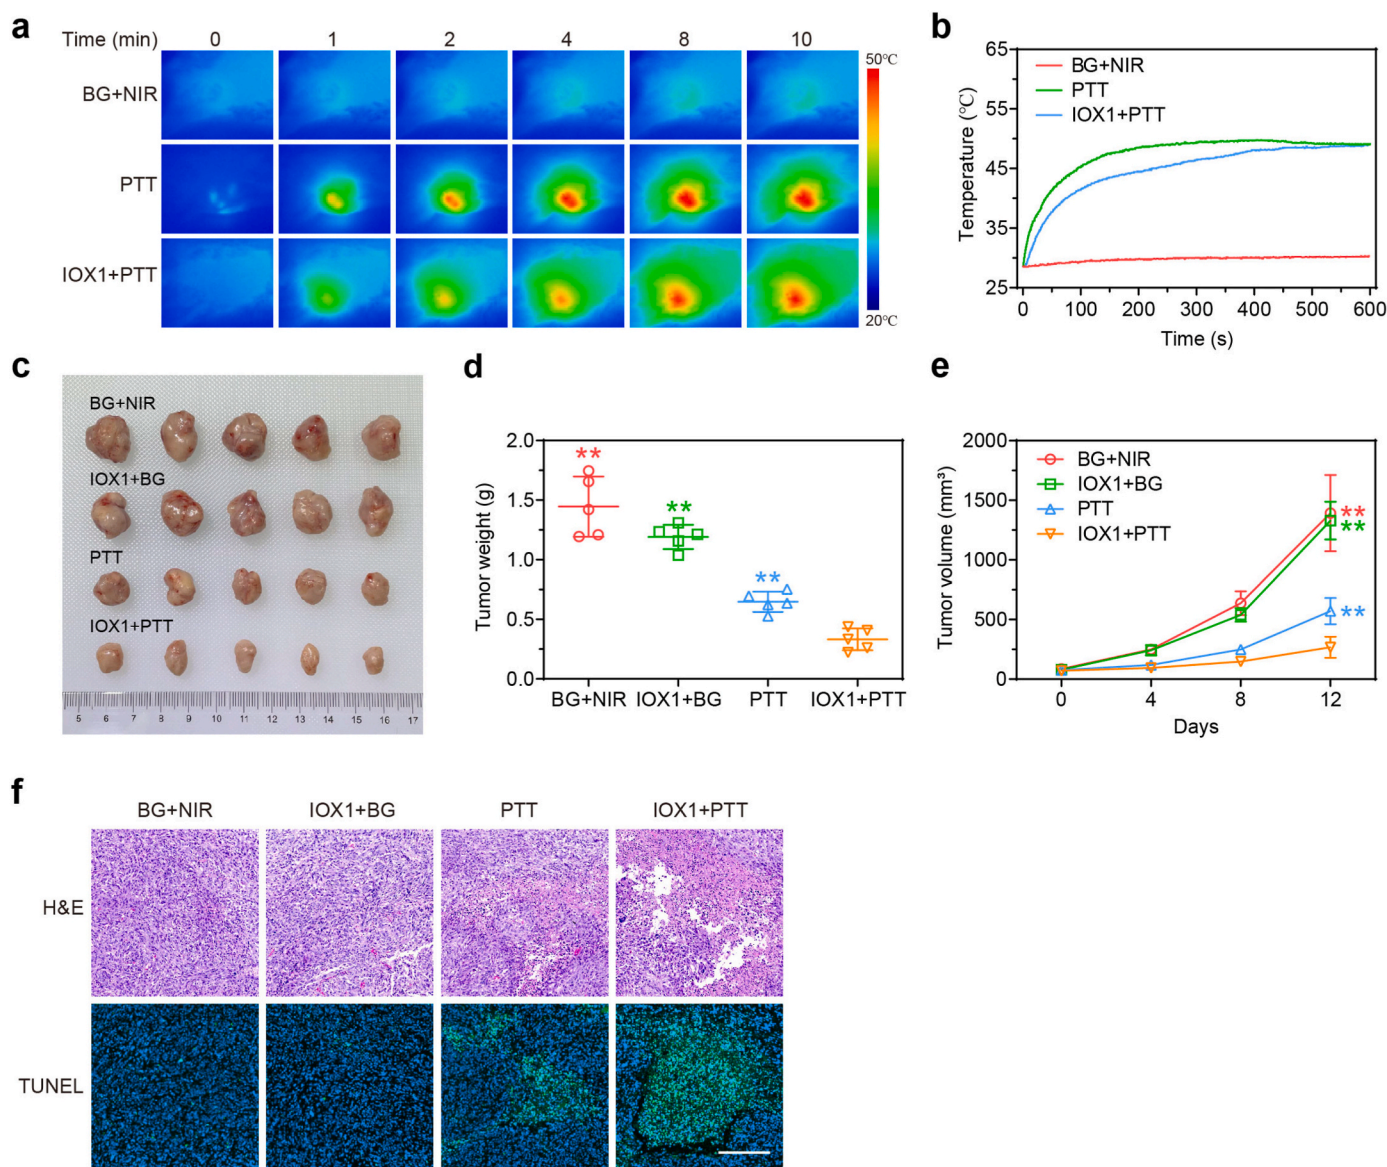 a
Time (min) 0 1 2 4 8 10
BG+NIR
PTT
IOX1+PTT
50℃
20℃
b
65
55
45
35
25
Temperature (℃)
BG+NIR
PTT
IOX1+PTT
0 100 200 300 400 500 600
Time (s)
c
BG+NIR
IOX1+BG
PTT
IOX1+PTT
5 6 7 8 9 10 11 12 13 14 15 16 17
d
2.0
1.5
1.0
0.5
0.0
Tumor weight (g)
**
**
**
BG+NIR IOX1+BG PTT IOX1+PTT
e
2000
1500
1000
500
0
Tumor volume (mm³)
BG+NIR
IOX1+BG
PTT
IOX1+PTT
**
**
**
0 4 8 12
Days
f
BG+NIR IOX1+BG PTT IOX1+PTT
H&E
TUNEL